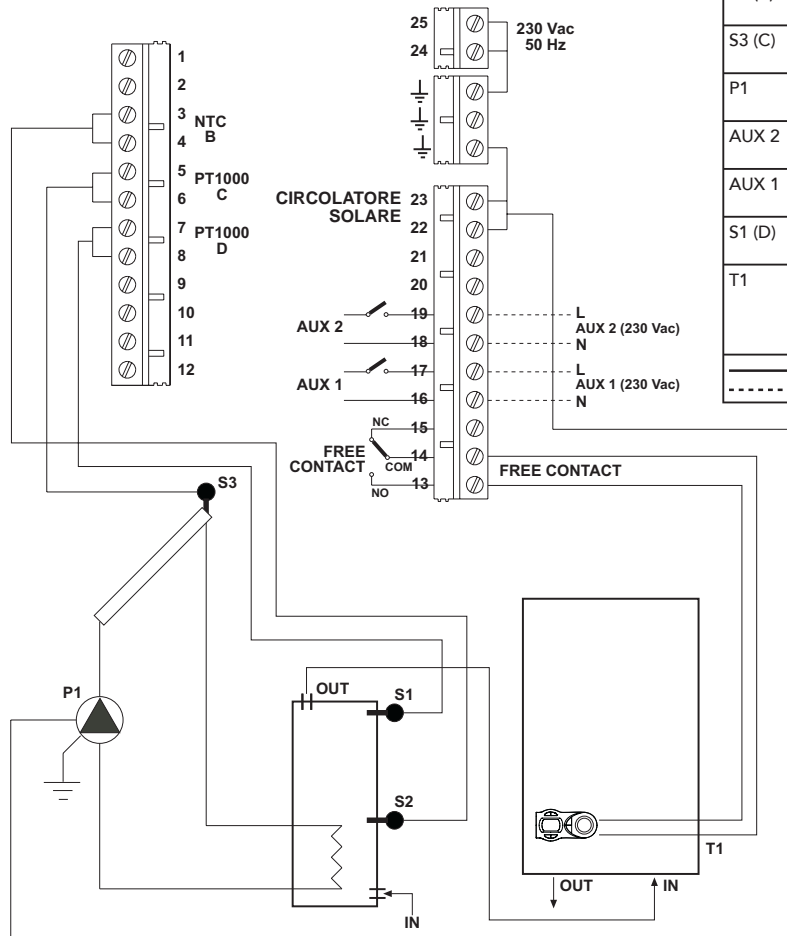 25
24
230 Vac
50 Hz
1
2
3
4
5
6
7
8
9
10
11
12
NTC
B
PT1000
C
PT1000
D
CIRCOLATORE
SOLARE
23
22
21
20
19
18
17
16
15
14
13
AUX 2
AUX 1
L
AUX 2 (230 Vac)
N
L
AUX 1 (230 Vac)
N
NC
FREE
CONTACT
COM
NO
FREE CONTACT
S3
P1
OUT
S1
S2
IN
T1
OUT
IN
S3 (C)
P1
AUX 2
AUX 1
S1 (D)
T1